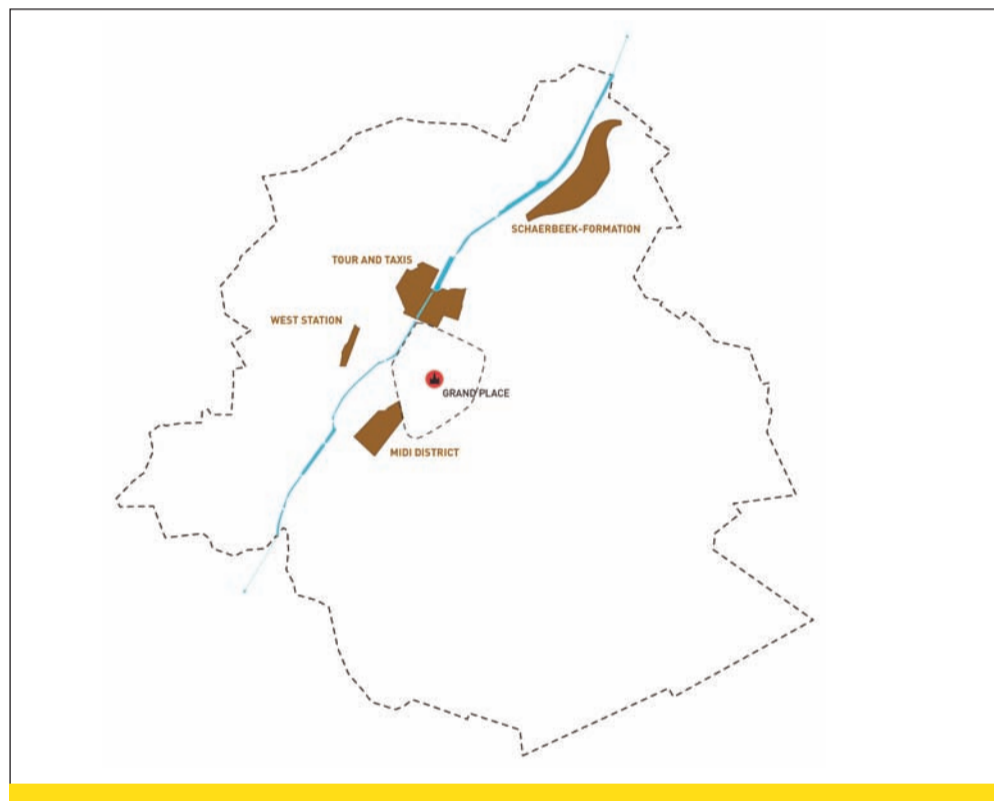 SCHAERBEEK-FORMATION
TOUR AND TAXIS
WEST STATION
GRAND PLACE
MIDI DISTRICT